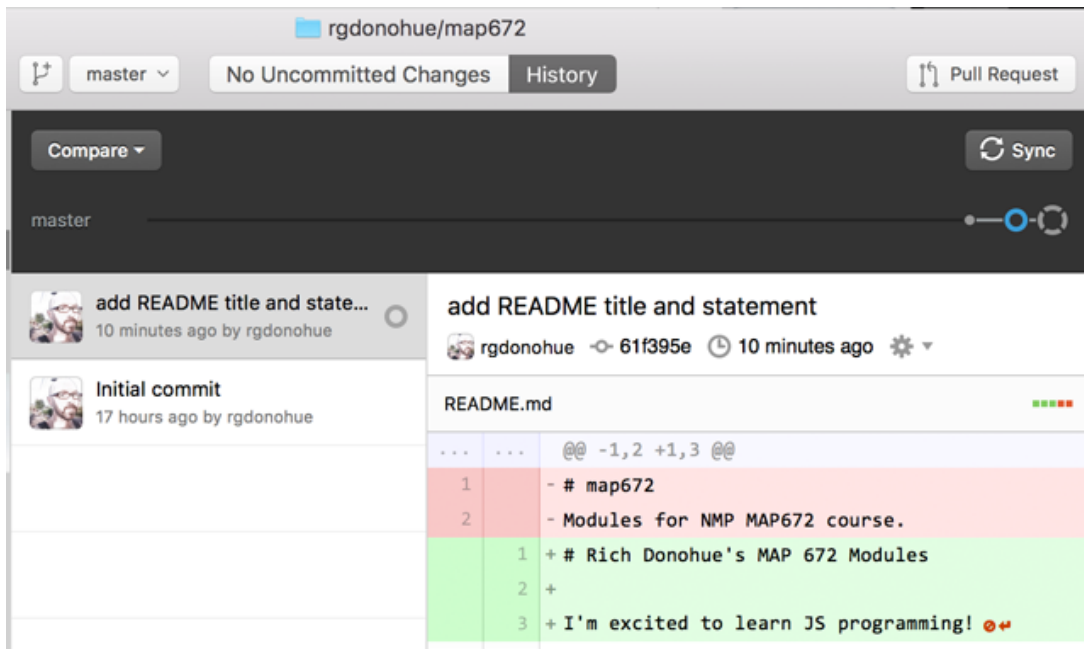 rgdonohue/map672
master No Uncommitted Changes History Pull Request
Compare Sync
master
add README title and state...
10 minutes ago by rgdonohue
Initial commit
17 hours ago by rgdonohue
add README title and statement
rgdonohue 61f395e 10 minutes ago
README.md
... ... @@ -1,2 +1,3 @@
1 - # map672
2 - Modules for NMP MAP672 course.
1 + # Rich Donohue's MAP 672 Modules
2 +
3 + I'm excited to learn JS programming!